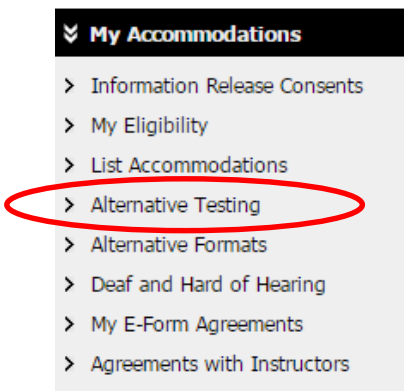 My Accommodations
Information Release Consents
My Eligibility
List Accommodations
Alternative Testing
Alternative Formats
Deaf and Hard of Hearing
My E-Form Agreements
Agreements with Instructors